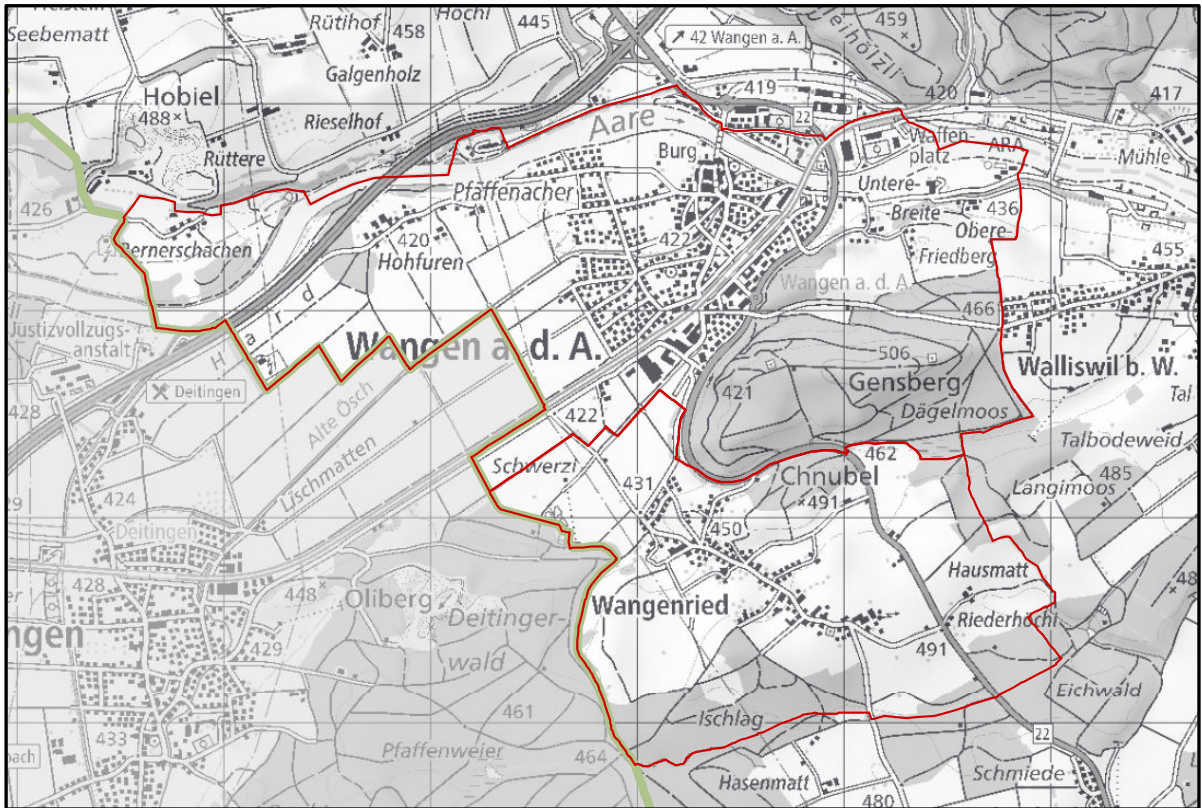 Seebematt
Rütihof
458
Galgenholz
Hochi
445
42 Wangen a. A.
459
420
417
Hobiel
488
Rieselhof
Rüttere
419
22
Aare
Burg
Waffen-
platz
ARA
Mühle
426
Pfaffenacher
Untere-
Breite
436
Obere-
Friedberg
Bernerschachen
420
Hohfuren
422
455
Wangen a. d. A.
466
Justizvollzugs-
anstalt
Hard
Wangen a. d. A.
506
Gensberg
Walliswil b. W.
Deitingen
421
Dägelmoos
Tal
428
Alte Ösch
422
Talbödeweid
Lischmatten
Schwerzi
462
Chnubel
485
Langimoos
424
431
491
Deitingen
450
428
448
Oliberg
Hausmatt
Wangenried
Deitinger-
wald
Riederhöchi
429
491
Eichwald
461
Ischlag
433
Pfaffenweier
464
22
Hasenmatt
Schmiede
480